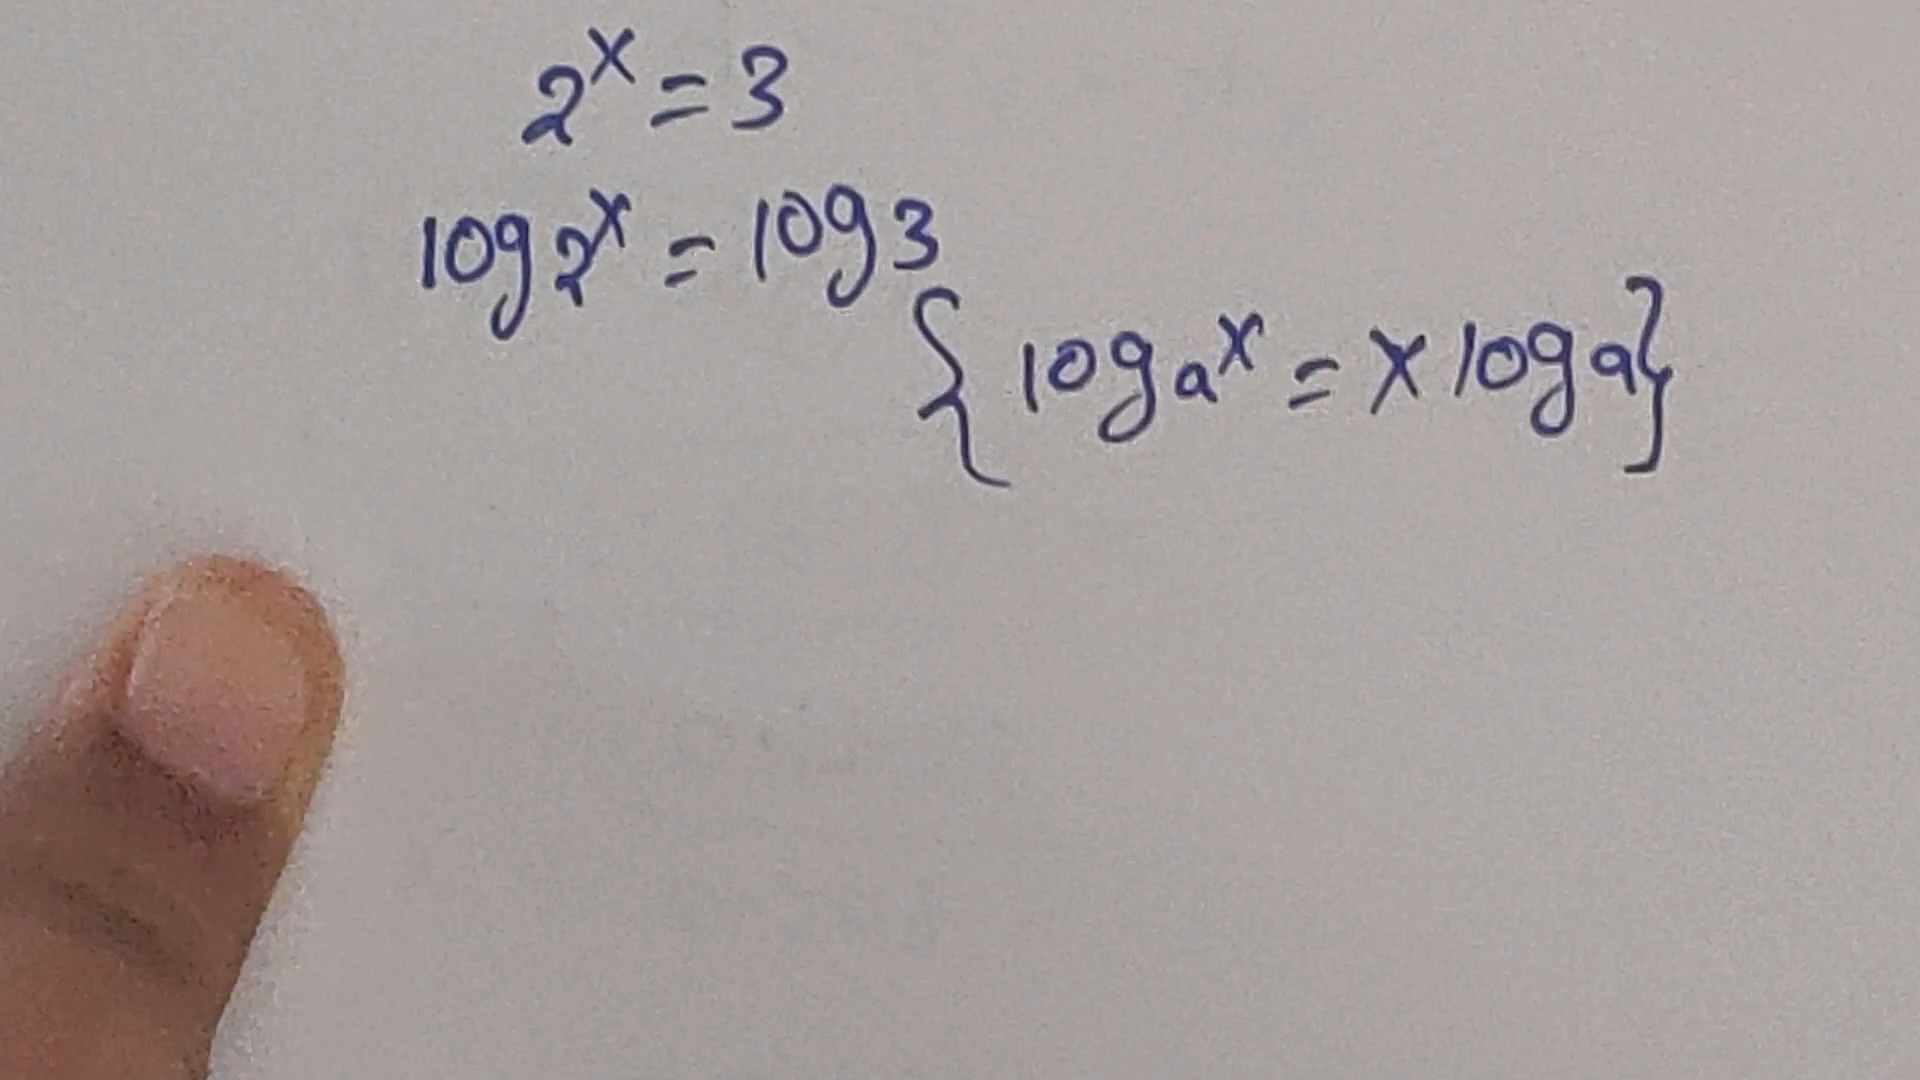 2^x = 3
log 2^x = log 3
{log a^x = x log a}